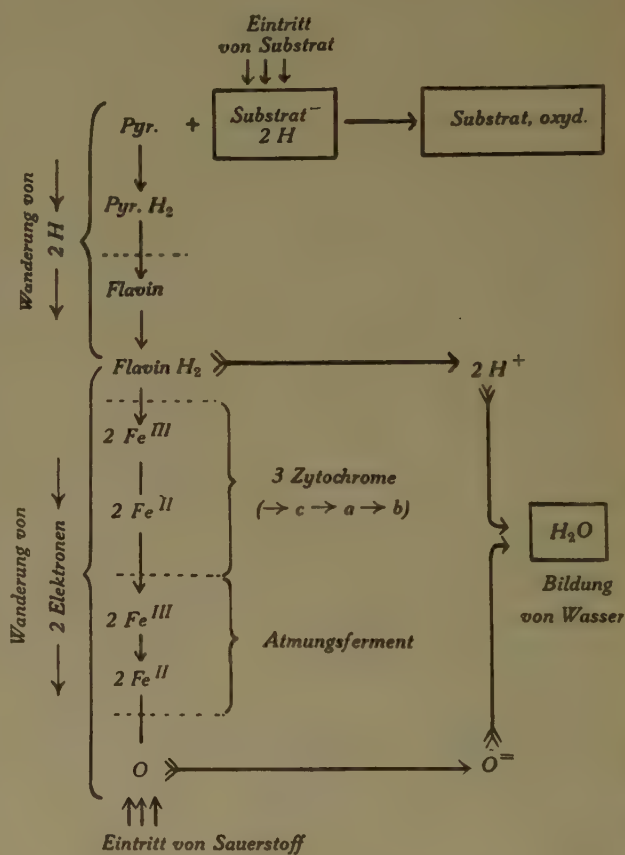 Eintritt
von Substrat
Pyr. + Substrat⁻ 2 H
Substrat, oxyd.
Pyr. H₂
Wanderung von
2 H
Flavin
Flavin H₂
2 H⁺
2 Fe III
3 Zytochrome
(→ c → a → b)
2 Fe II
Wanderung von
2 Elektronen
H₂O
Bildung
von Wasser
2 Fe III
Atmungsferment
2 Fe II
O
O⁼
Eintritt von Sauerstoff